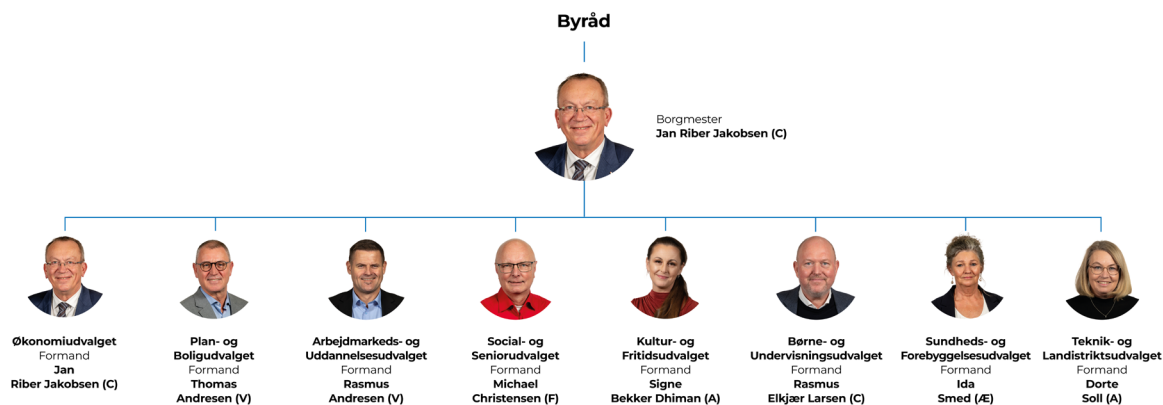 Byråd
Borgmester
Jan Riber Jakobsen (C)
Økonomiudvalget
Formand
Jan
Riber Jakobsen (C)
Plan- og
Boligudvalget
Formand
Thomas
Andresen (V)
Arbejdmarkeds- og
Uddannelsesudvalget
Formand
Rasmus
Andresen (V)
Social- og
Seniorudvalget
Formand
Michael
Christensen (F)
Kultur- og
Fritidsudvalget
Formand
Signe
Bekker Dhiman (A)
Børne- og
Undervisningsudvalget
Formand
Rasmus
Elkjær Larsen (C)
Sundheds- og
Forebyggelsesudvalget
Formand
Ida
Smed (Æ)
Teknik- og
Landistriktsudvalget
Formand
Dorte
Soll (A)